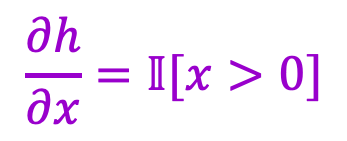 ∂h/∂x = 𝕀[x > 0]